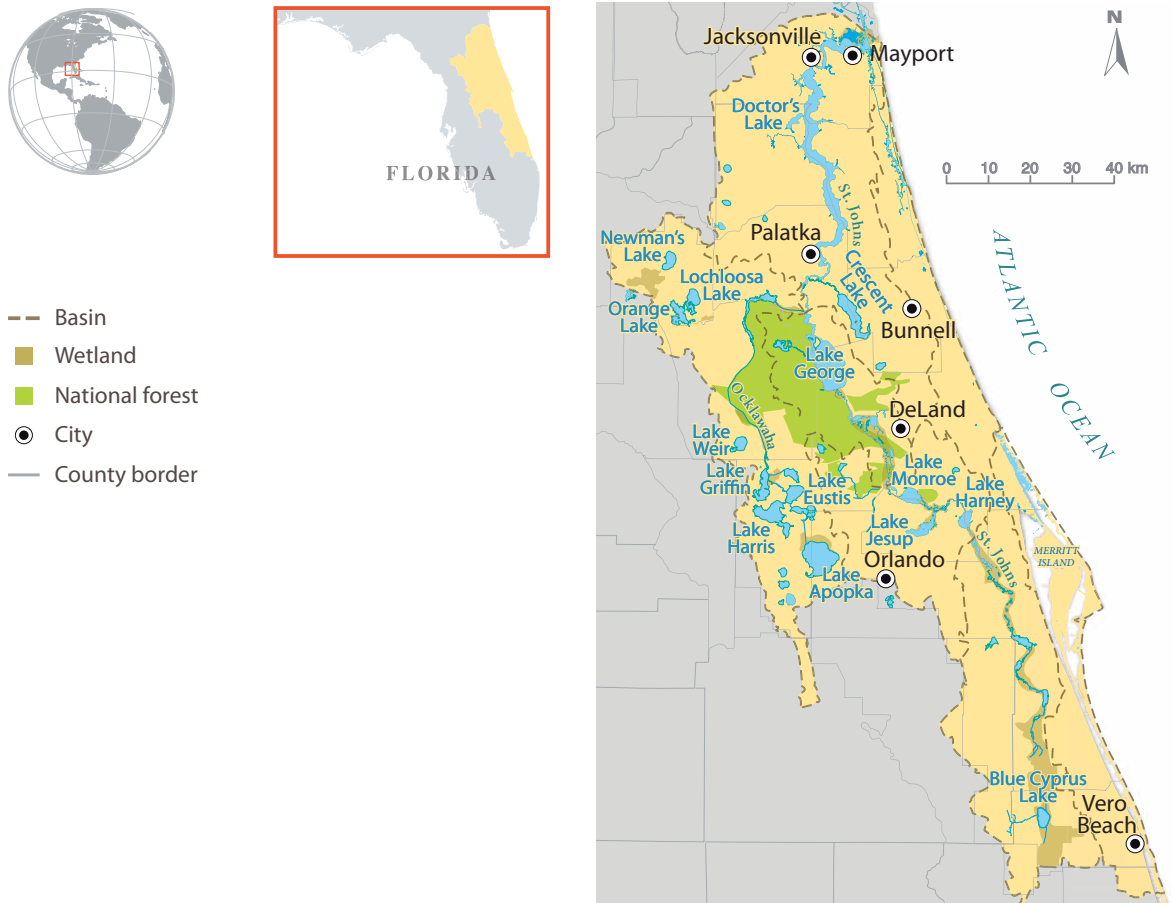 FLORIDA
Basin
Wetland
National forest
City
County border
N
Jacksonville
Mayport
Doctor's
Lake
0 10 20 30 40 km
St. Johns
Palatka
Newman's
Lake
Crescent
Lake
Lochloosa
Lake
Orange
Lake
Bunnell
ATLANTIC OCEAN
Lake
George
Ocklawaha
DeLand
Lake
Weir
Lake
Griffin
Lake
Eustis
Lake
Monroe
Lake
Harney
Lake
Harris
Lake
Jesup
St. Johns
MERRITT
ISLAND
Orlando
Lake
Apopka
Blue Cyprus
Lake
Vero
Beach